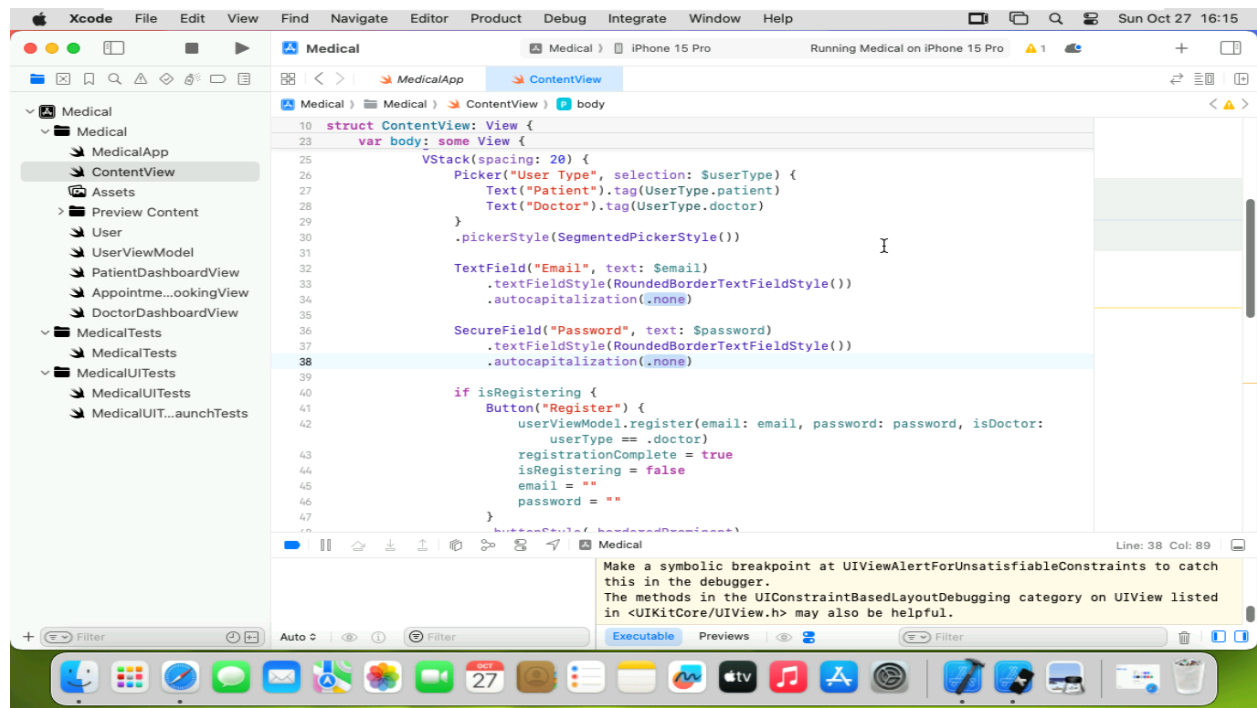 Xcode File Edit View Find Navigate Editor Product Debug Integrate Window Help Sun Oct 27 16:15
Medical Medical iPhone 15 Pro Running Medical on iPhone 15 Pro 1
MedicalApp ContentView
Medical Medical ContentView body
Medical
Medical
MedicalApp
ContentView
Assets
Preview Content
User
UserViewModel
PatientDashboardView
Appointme...ookingView
DoctorDashboardView
MedicalTests
MedicalTests
MedicalUITests
MedicalUITests
MedicalUIT...aunchTests
Filter
10 struct ContentView: View {
23 var body: some View {
25 VStack(spacing: 20) {
26 Picker("User Type", selection: $userType) {
27 Text("Patient").tag(UserType.patient)
28 Text("Doctor").tag(UserType.doctor)
29 }
30 .pickerStyle(SegmentedPickerStyle())
31
32 TextField("Email", text: $email)
33 .textFieldStyle(RoundedBorderTextFieldStyle())
34 .autocapitalization(.none)
35
36 SecureField("Password", text: $password)
37 .textFieldStyle(RoundedBorderTextFieldStyle())
38 .autocapitalization(.none)
39
40 if isRegistering {
41 Button("Register") {
42 userViewModel.register(email: email, password: password, isDoctor:
userType == .doctor)
43 registrationComplete = true
44 isRegistering = false
45 email = ""
46 password = ""
47 }
Medical Line: 38 Col: 89
Make a symbolic breakpoint at UIViewAlertForUnsatisfiableConstraints to catch
this in the debugger.
The methods in the UIConstraintBasedLayoutDebugging category on UIView listed
in <UIKitCore/UIView.h> may also be helpful.
Auto Filter Executable Previews Filter
OCT
27
tv